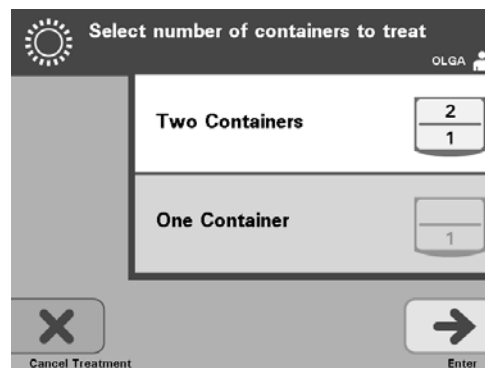 Select number of containers to treat
OLGA
Two Containers
2
1
One Container
1
Cancel Treatment
Enter